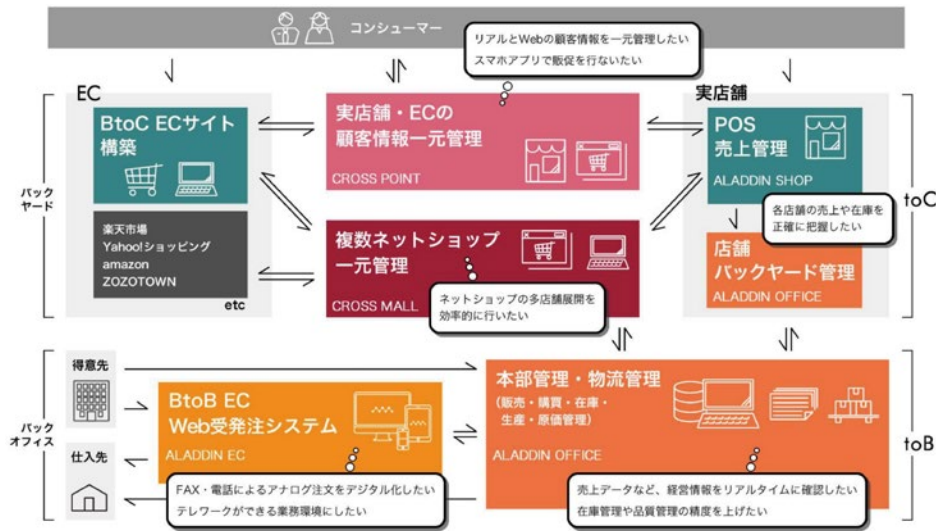 コンシューマー
リアルとWebの顧客情報を一元管理したい
スマホアプリで販促を行ないたい
EC
BtoC ECサイト
構築
楽天市場
Yahoo!ショッピング
amazon
ZOZOTOWN
etc
実店舗・ECの
顧客情報一元管理
CROSS POINT
複数ネットショップ
一元管理
CROSS MALL
ネットショップの多店舗展開を
効率的に行いたい
実店舗
POS
売上管理
ALADDIN SHOP
各店舗の売上や在庫を
正確に把握したい
店舗
バックヤード管理
ALADDIN OFFICE
バック
ヤード
toC
得意先
仕入先
バック
オフィス
BtoB EC
Web受発注システム
ALADDIN EC
FAX・電話によるアナログ注文をデジタル化したい
テレワークができる業務環境にしたい
本部管理・物流管理
(販売・購買・在庫・
生産・原価管理)
ALADDIN OFFICE
売上データなど、経営情報をリアルタイムに確認したい
在庫管理や品質管理の精度を上げたい
toB